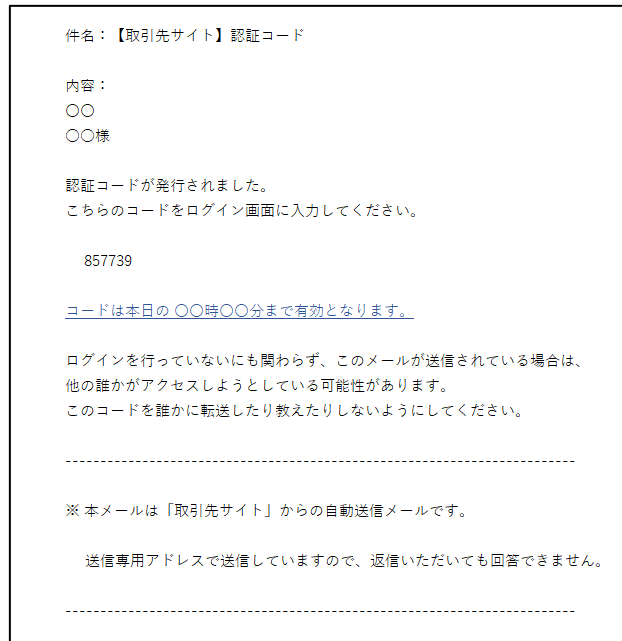 件名：【取引先サイト】認証コード
内容：
〇〇
〇〇様
認証コードが発行されました。
こちらのコードをログイン画面に入力してください。
857739
コードは本日の 〇〇時〇〇分まで有効となります。
ログインを行っていないにも関わらず、このメールが送信されている場合は、
他の誰かがアクセスしようとしている可能性があります。
このコードを誰かに転送したり教えたりしないようにしてください。
-------------------------------------------------------------------------
※ 本メールは「取引先サイト」からの自動送信メールです。
送信専用アドレスで送信していますので、返信いただいても回答できません。
-------------------------------------------------------------------------